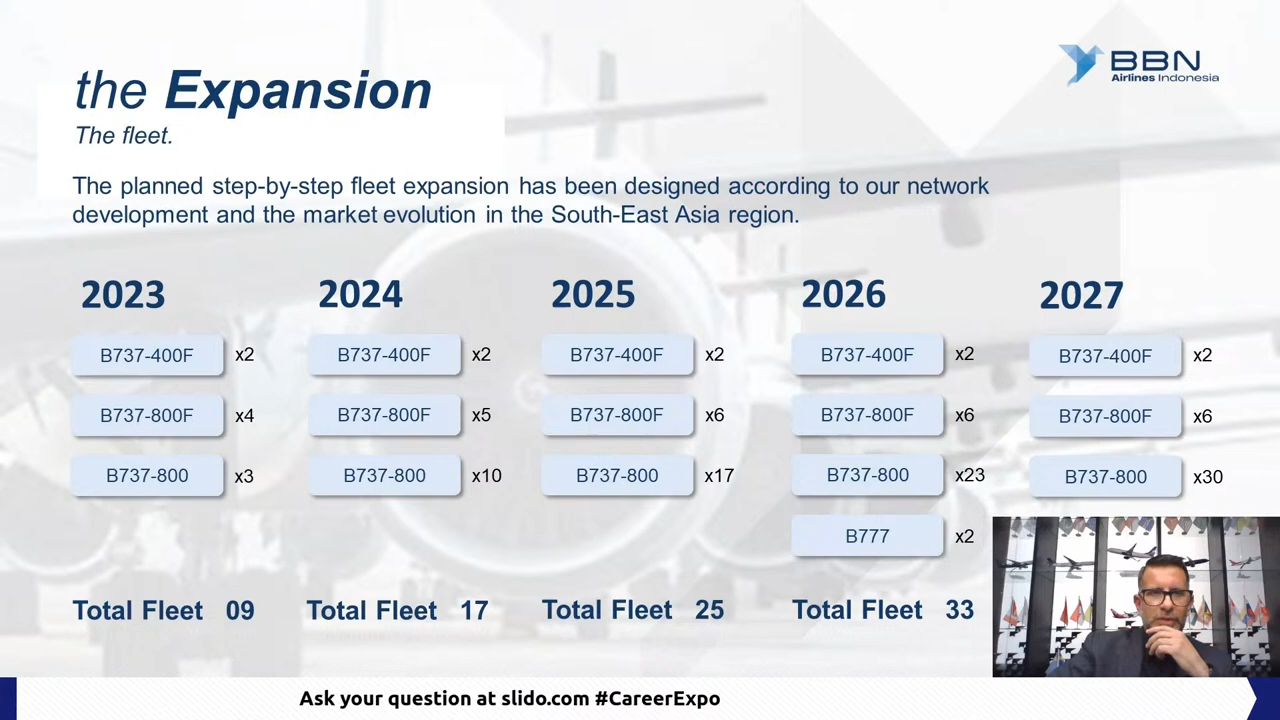 the Expansion
The fleet.
BBN
Airlines Indonesia
The planned step-by-step fleet expansion has been designed according to our network
development and the market evolution in the South-East Asia region.
2023
B737-400F x2
B737-800F x4
B737-800 x3
Total Fleet 09
2024
B737-400F x2
B737-800F x5
B737-800 x10
Total Fleet 17
2025
B737-400F x2
B737-800F x6
B737-800 x17
Total Fleet 25
2026
B737-400F x2
B737-800F x6
B737-800 x23
B777 x2
Total Fleet 33
2027
B737-400F x2
B737-800F x6
B737-800 x30
Ask your question at slido.com #CareerExpo